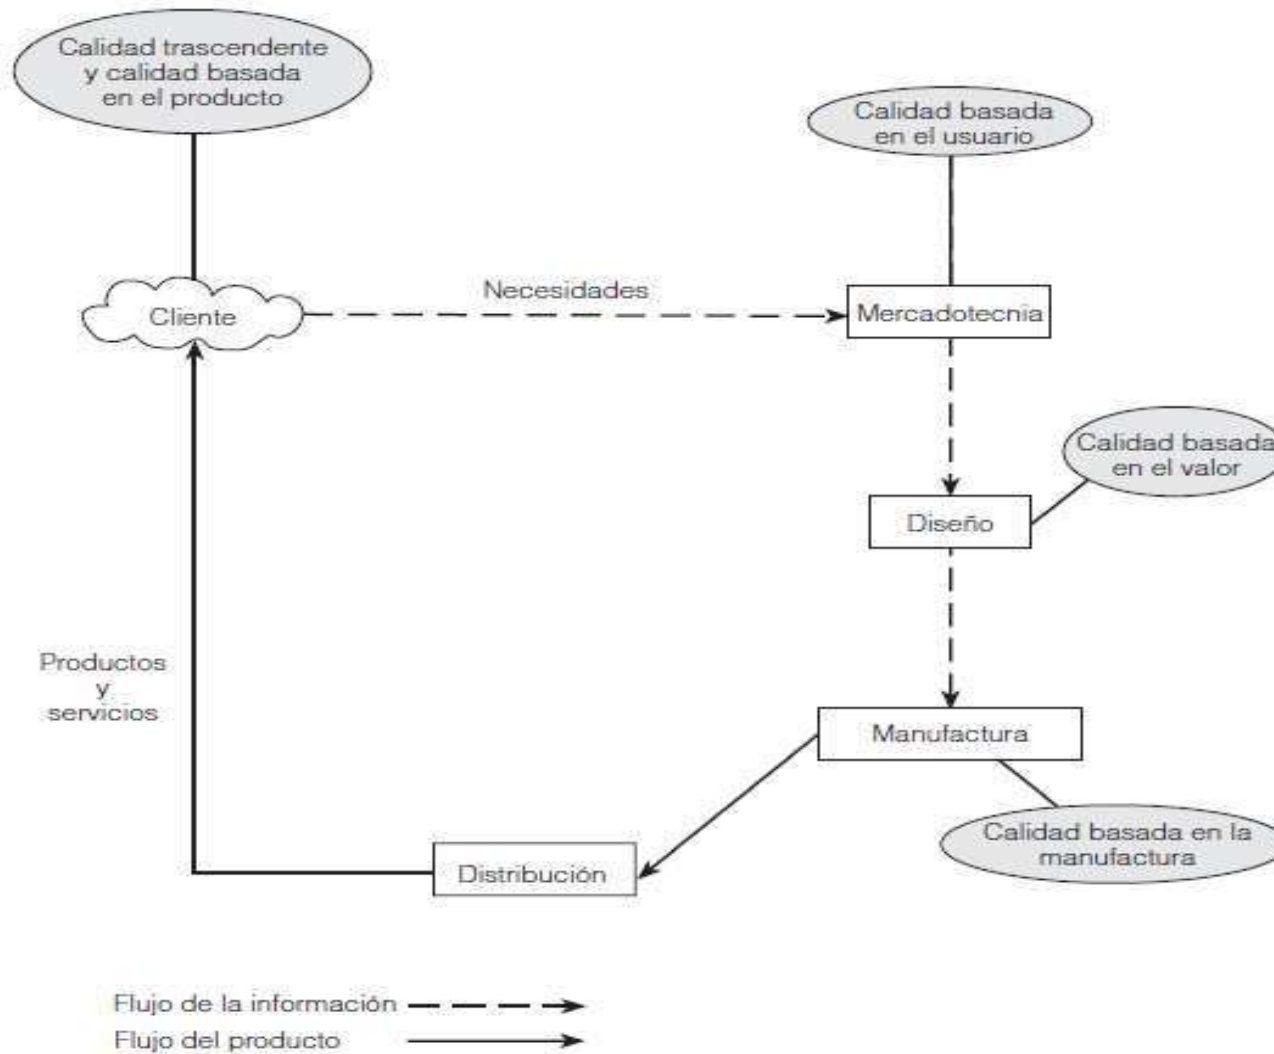 Calidad trascendente
y calidad basada
en el producto
Calidad basada
en el usuario
Necesidades
Cliente
Mercadotecnia
Calidad basada
en el valor
Diseño
Productos
y
servicios
Manufactura
Calidad basada en la
manufactura
Distribución
Flujo de la información
Flujo del producto